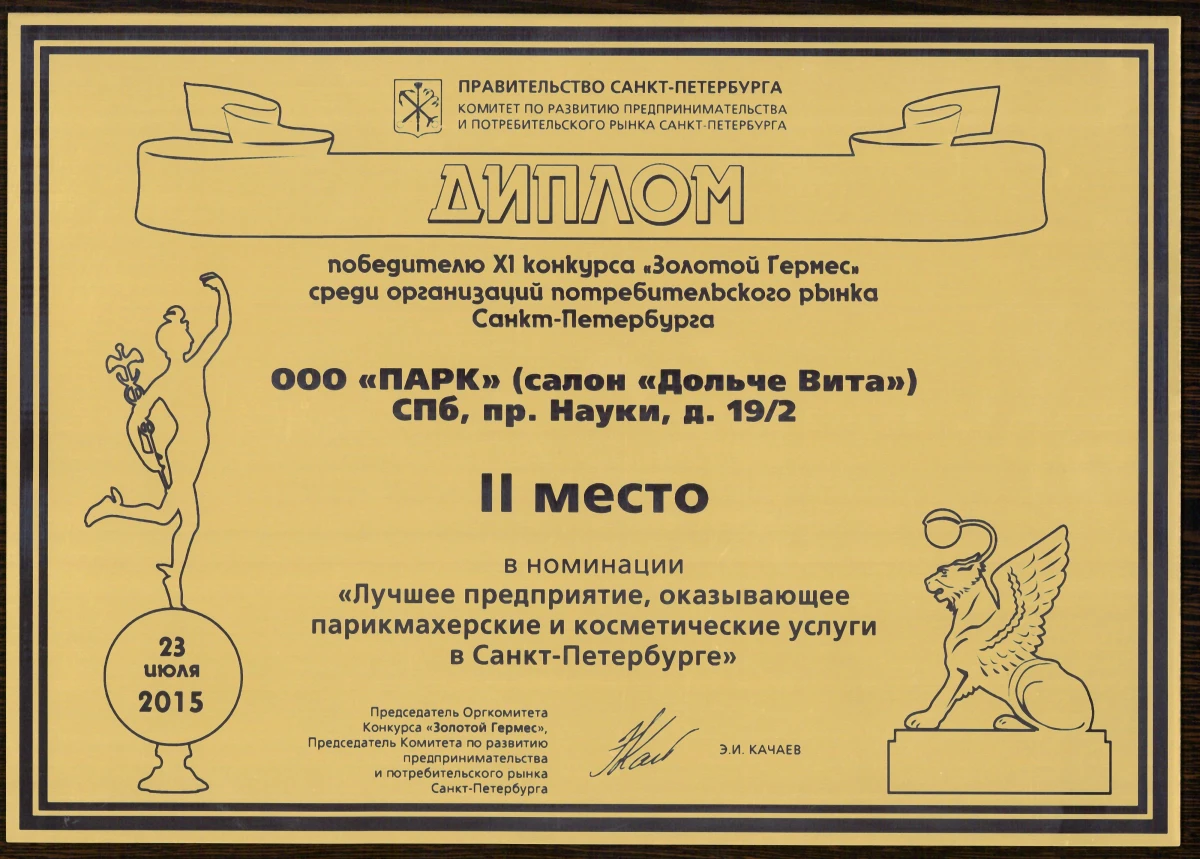 ПРАВИТЕЛЬСТВО САНКТ-ПЕТЕРБУРГА
КОМИТЕТ ПО РАЗВИТИЮ ПРЕДПРИНИМАТЕЛЬСТВА
И ПОТРЕБИТЕЛЬСКОГО РЫНКА САНКТ-ПЕТЕРБУРГА
ДИПЛОМ
победителю XI конкурса «Золотой Гермес»
среди организаций потребительского рынка
Санкт-Петербурга
ООО «ПАРК» (салон «Дольче Вита»)
СПб, пр. Науки, д. 19/2
II место
в номинации
«Лучшее предприятие, оказывающее
парикмахерские и косметические услуги
в Санкт-Петербурге»
23
июля
2015
Председатель Оргкомитета
Конкурса «Золотой Гермес»,
Председатель Комитета по развитию
предпринимательства
и потребительского рынка
Санкт-Петербурга
Э.И. КАЧАЕВ